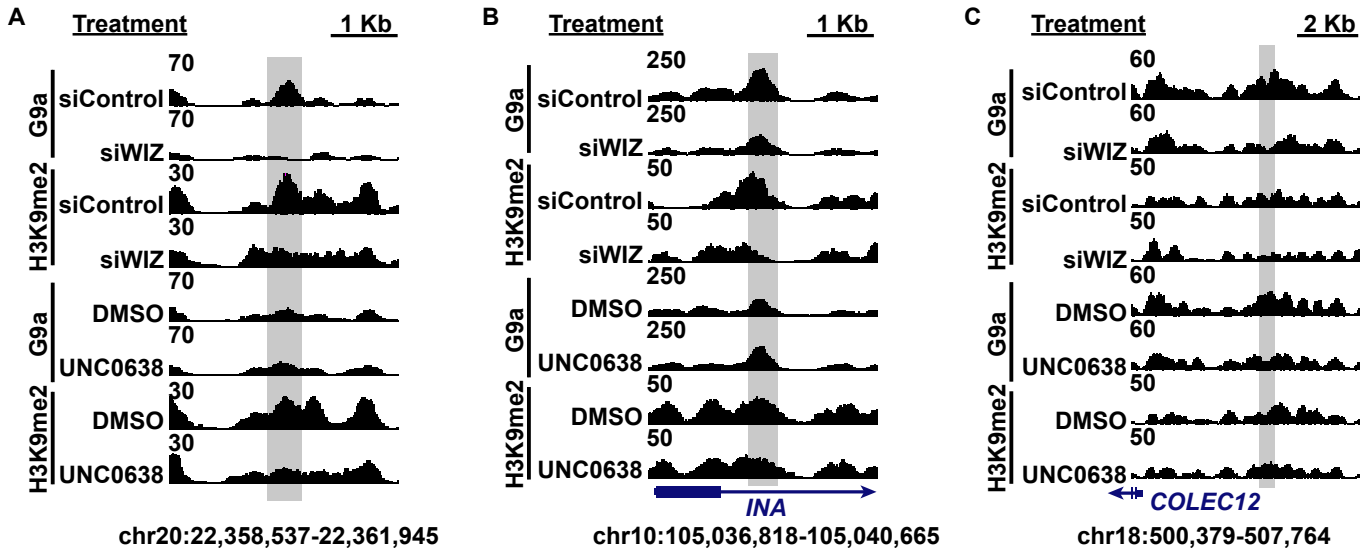 A
Treatment
1 Kb
G9a
70
siControl
70
siWIZ
H3K9me2
30
siControl
30
siWIZ
G9a
70
DMSO
70
UNC0638
H3K9me2
30
DMSO
30
UNC0638
chr20:22,358,537-22,361,945
B
Treatment
1 Kb
G9a
250
siControl
250
siWIZ
H3K9me2
50
siControl
50
siWIZ
G9a
250
DMSO
250
UNC0638
H3K9me2
50
DMSO
50
UNC0638
INA
chr10:105,036,818-105,040,665
C
Treatment
2 Kb
G9a
60
siControl
60
siWIZ
H3K9me2
50
siControl
50
siWIZ
G9a
60
DMSO
60
UNC0638
H3K9me2
50
DMSO
50
UNC0638
COLEC12
chr18:500,379-507,764